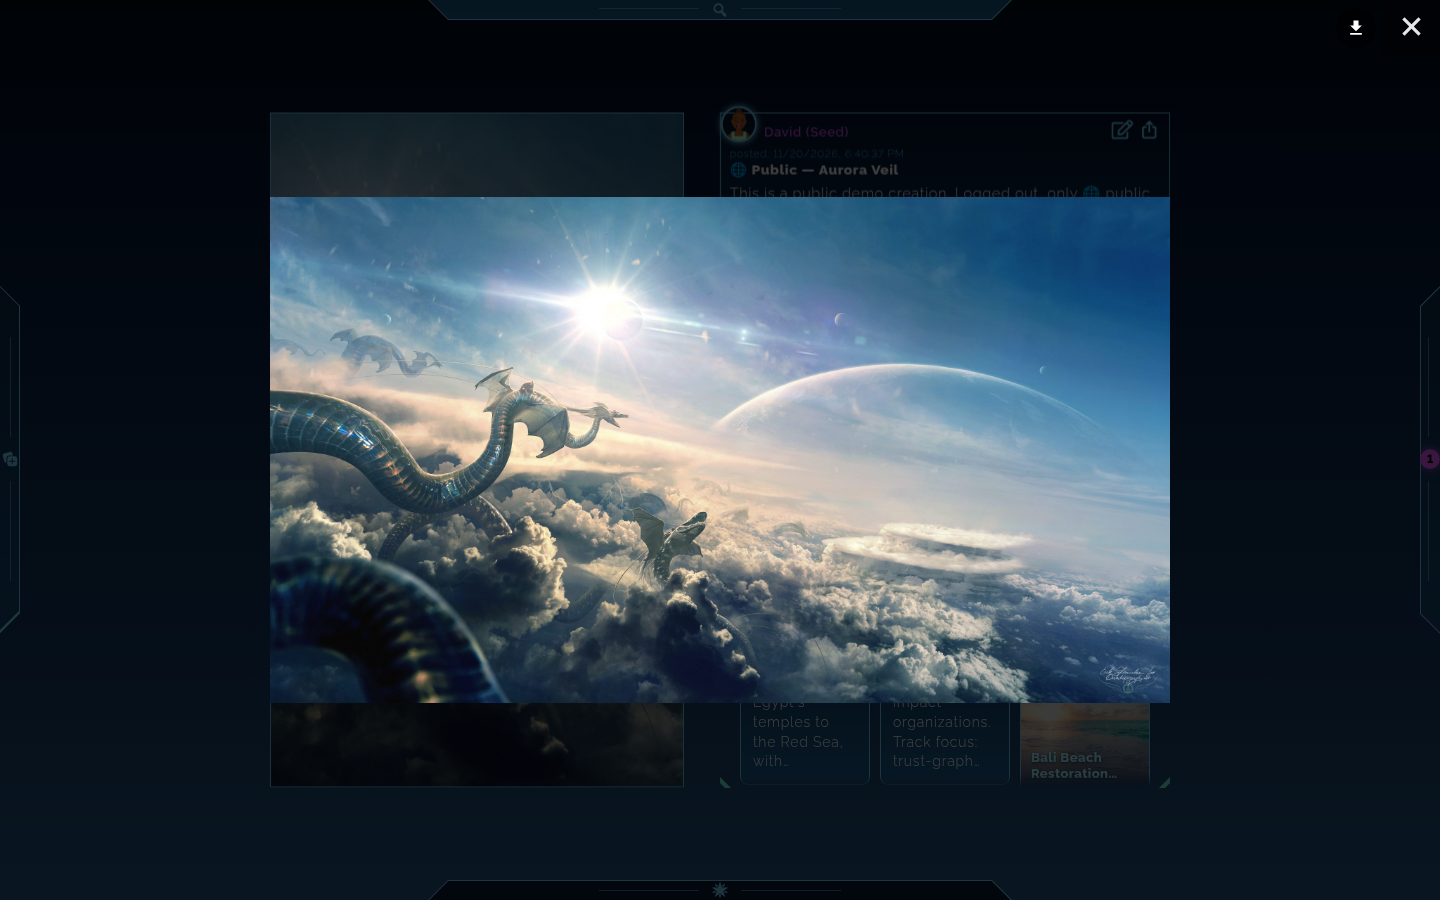 David (Seed)
posted: 11/20/2026, 6:40:37 PM
Public — Aurora Veil
This is a public demo creation. Logged out, only 🌐 public
Egypt's
temples to
the Red Sea,
with…
impact
organizations.
Track focus:
trust-graph…
Bali Beach
Restoration…
1